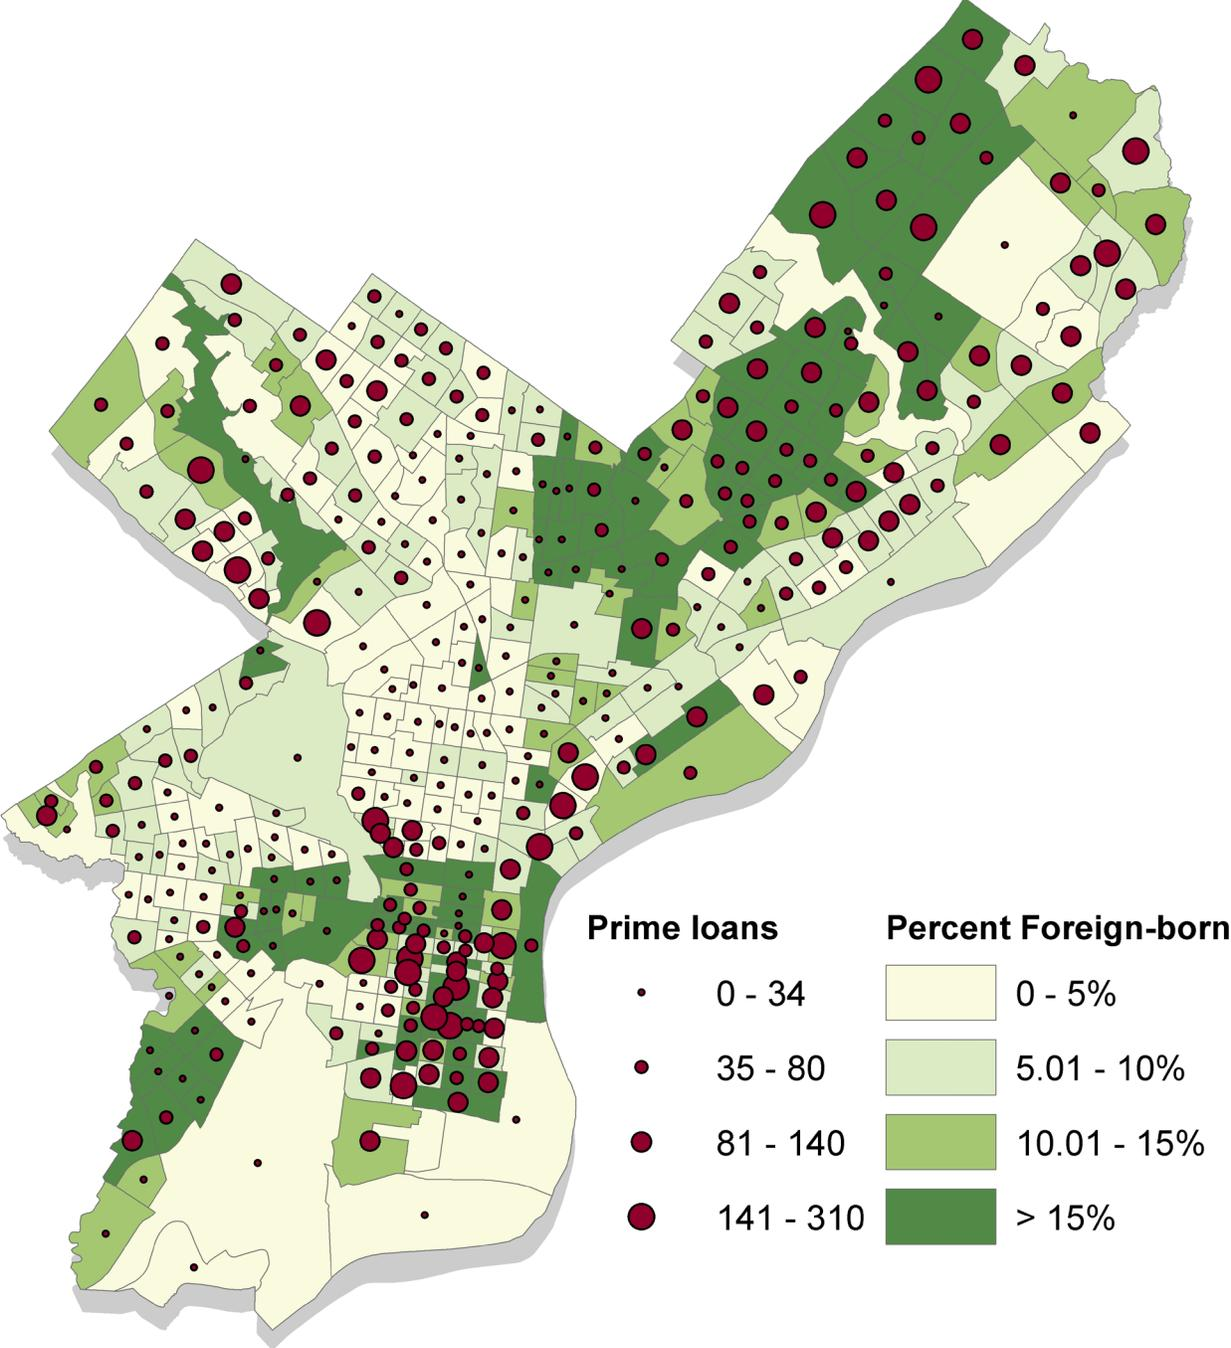 Prime loans
0 - 34
35 - 80
81 - 140
141 - 310
Percent Foreign-born
0 - 5%
5.01 - 10%
10.01 - 15%
> 15%